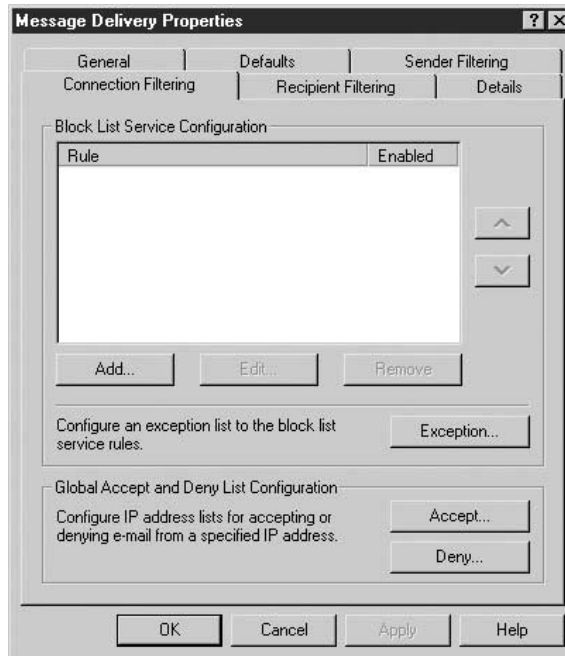 Message Delivery Properties
? X
General Defaults Sender Filtering
Connection Filtering Recipient Filtering Details
Block List Service Configuration
Rule Enabled
Add... Edit... Remove
Configure an exception list to the block list
service rules.
Exception...
Global Accept and Deny List Configuration
Configure IP address lists for accepting or
denying e-mail from a specified IP address.
Accept...
Deny...
OK Cancel Apply Help